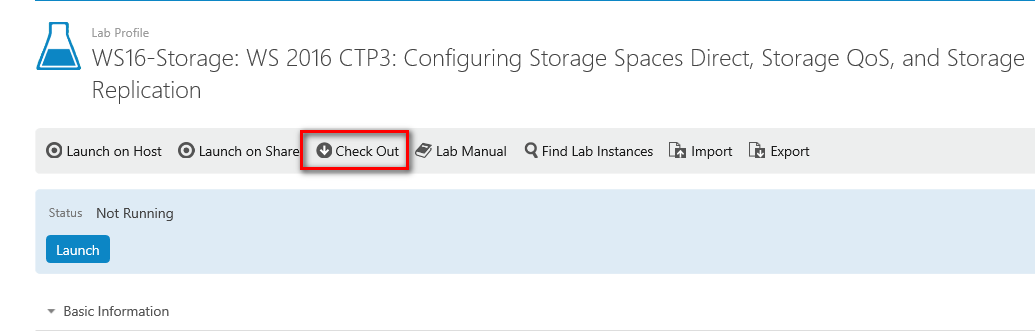 Lab Profile
WS16-Storage: WS 2016 CTP3: Configuring Storage Spaces Direct, Storage QoS, and Storage
Replication
Launch on Host Launch on Share Check Out Lab Manual Find Lab Instances Import Export
Status Not Running
Launch
Basic Information